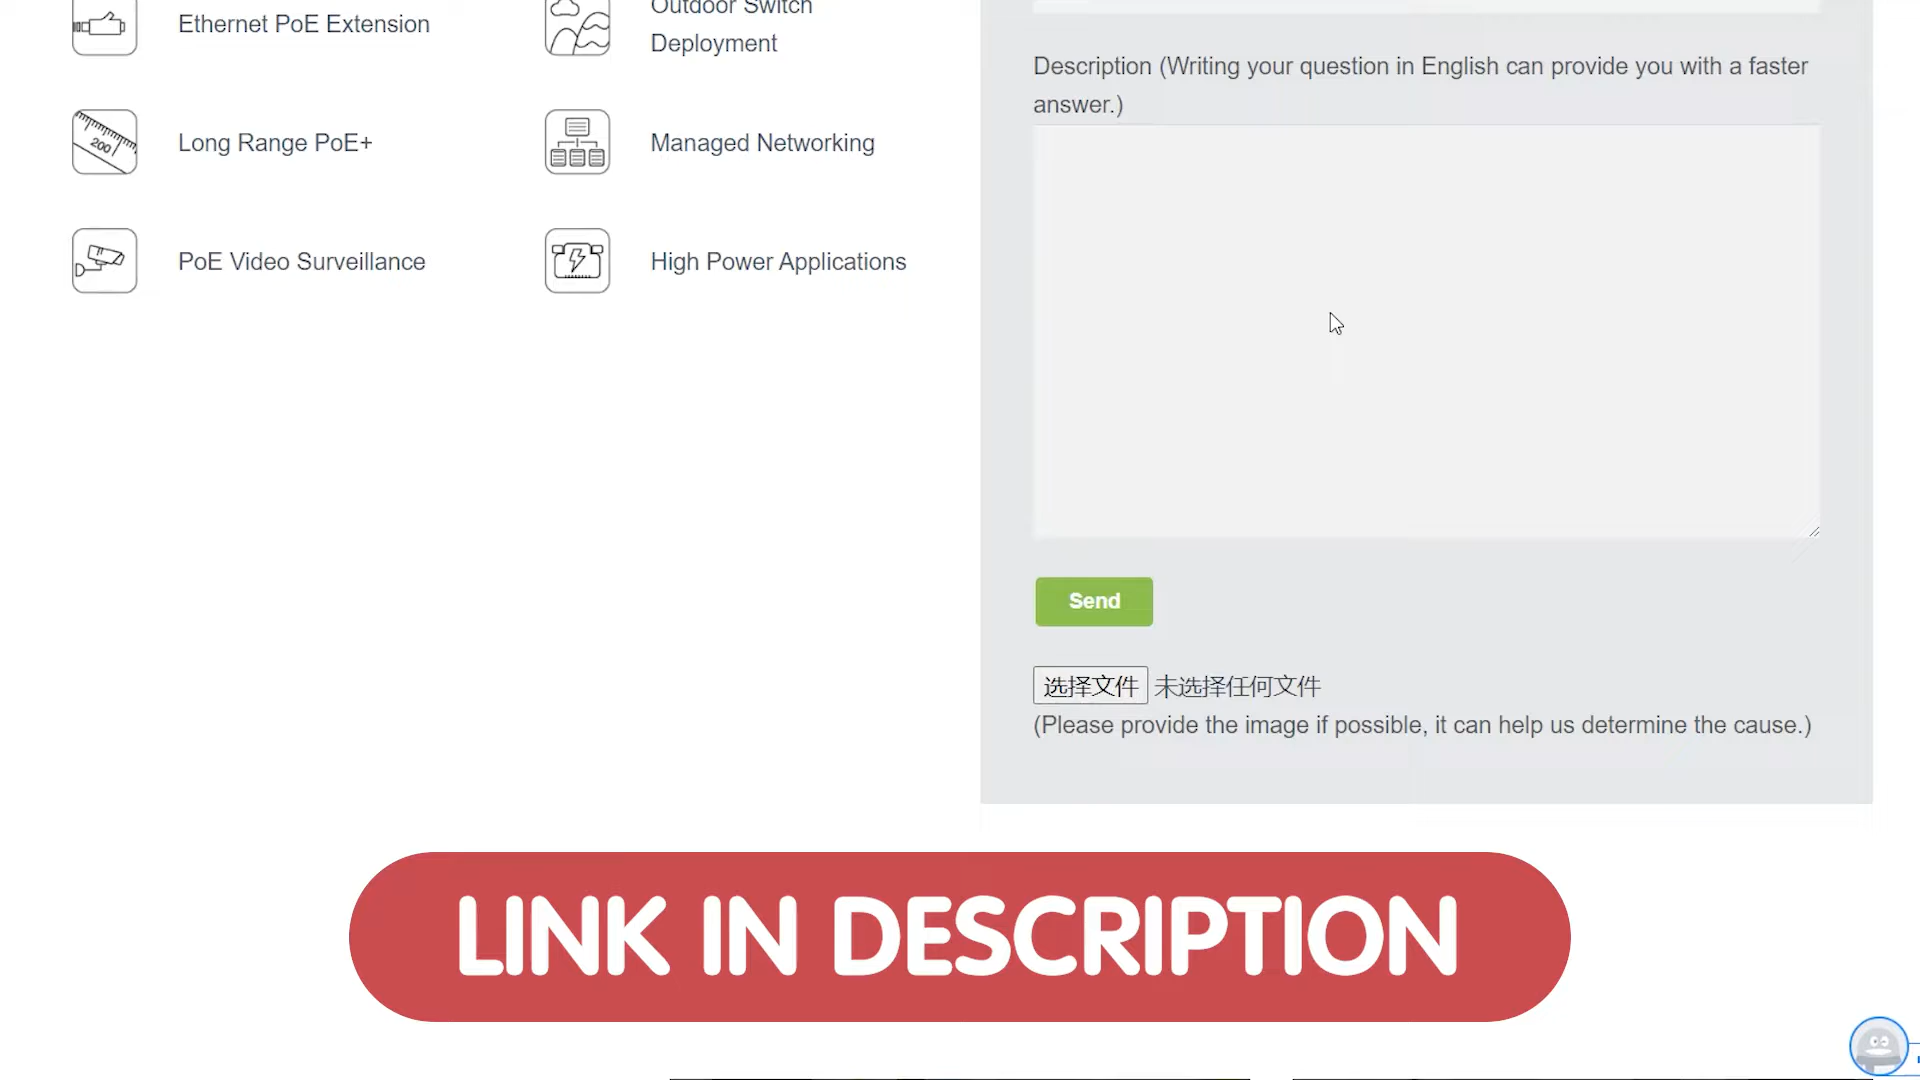 Ethernet PoE Extension
Outdoor Switch
Deployment
Long Range PoE+
200
Managed Networking
PoE Video Surveillance
High Power Applications
Description (Writing your question in English can provide you with a faster
answer.)
Send
选择文件 未选择任何文件
(Please provide the image if possible, it can help us determine the cause.)
LINK IN DESCRIPTION